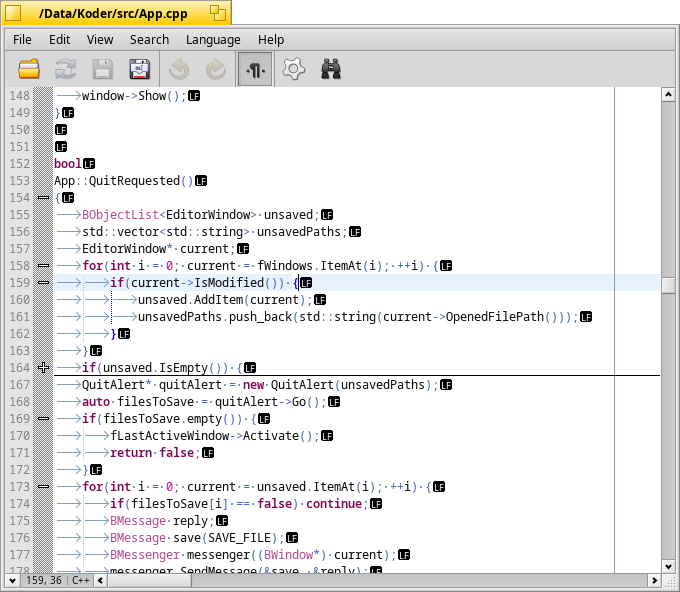 /Data/Koder/src/App.cpp
File Edit View Search Language Help
148 window->Show();LF
149 }LF
150 LF
151 LF
152 boolLF
153 App::QuitRequested()LF
154 {LF
155 BObjectList<EditorWindow> unsaved;LF
156 std::vector<std::string> unsavedPaths;LF
157 EditorWindow* current;LF
158 for(int i = 0; current = fWindows.ItemAt(i); ++i) {LF
159 if(current->IsModified()) {LF
160 unsaved.AddItem(current);LF
161 unsavedPaths.push_back(std::string(current->OpenedFilePath()));LF
162 }LF
163 }LF
164 if(unsaved.IsEmpty()) {LF
167 QuitAlert* quitAlert = new QuitAlert(unsavedPaths);LF
168 auto filesToSave = quitAlert->Go();LF
169 if(filesToSave.empty()) {LF
170 fLastActiveWindow->Activate();LF
171 return false;LF
172 }LF
173 for(int i = 0; current = unsaved.ItemAt(i); ++i) {LF
174 if(filesToSave[i] == false) continue;LF
175 BMessage reply;LF
176 BMessage save(SAVE_FILE);LF
177 BMessenger messenger((BWindow*) current);LF
178 messenger.SendMessage(&save, &reply);LF
159, 36 C++